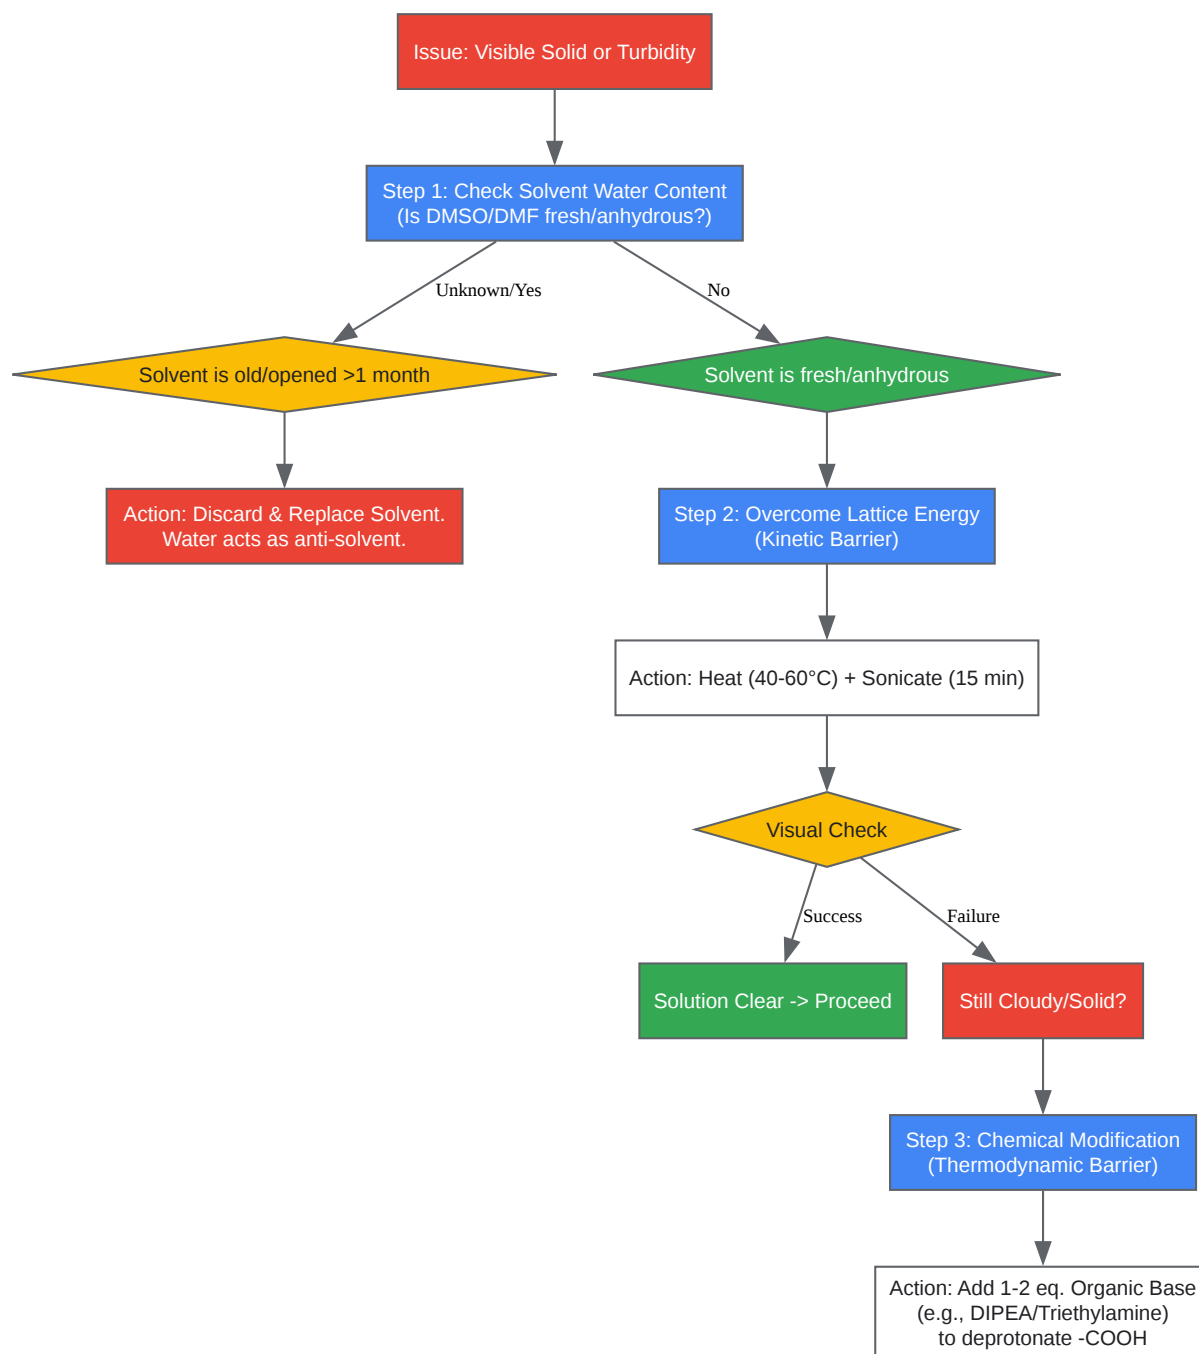 Issue: Visible Solid or Turbidity
Step 1: Check Solvent Water Content
(Is DMSO/DMF fresh/anhydrous?)
Unknown/Yes
No
Solvent is old/opened >1 month
Solvent is fresh/anhydrous
Action: Discard & Replace Solvent.
Water acts as anti-solvent.
Step 2: Overcome Lattice Energy
(Kinetic Barrier)
Action: Heat (40-60°C) + Sonicate (15 min)
Visual Check
Success
Failure
Solution Clear -> Proceed
Still Cloudy/Solid?
Step 3: Chemical Modification
(Thermodynamic Barrier)
Action: Add 1-2 eq. Organic Base
(e.g., DIPEA/Triethylamine)
to deprotonate -COOH